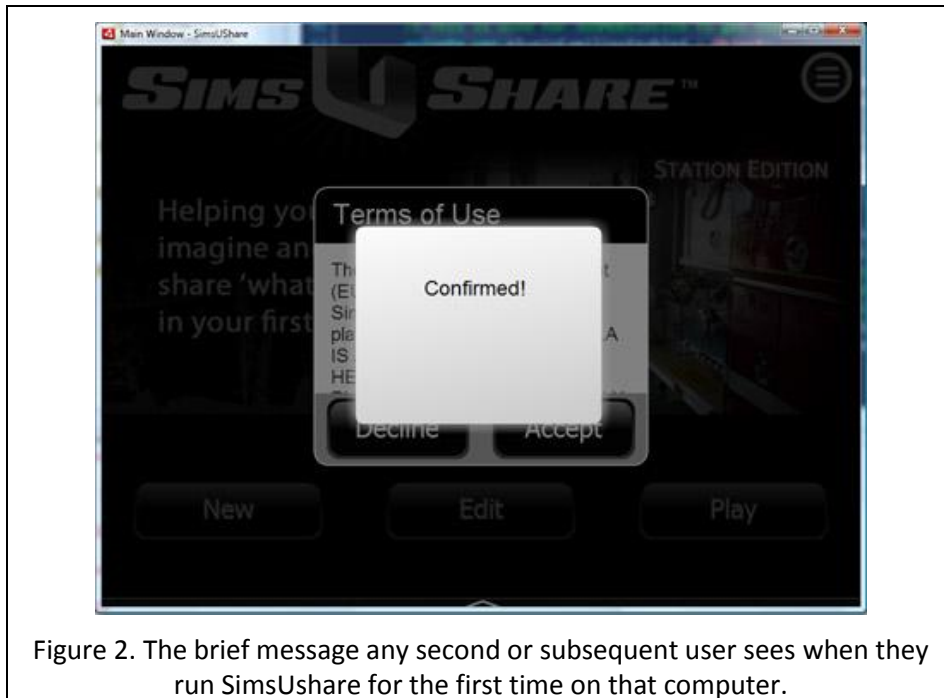 Main Window - SimsUShare
SIMS U SHARE™
STATION EDITION
Helping you
imagine an
share ‘what
in your first
Terms of Use
Confirmed!
A
IS
HE
Decline
Accept
New
Edit
Play
Figure 2. The brief message any second or subsequent user sees when they
run SimsUshare for the first time on that computer.